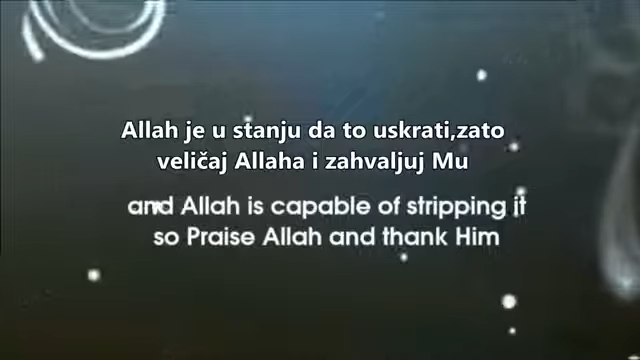 Allah je u stanju da to uskrati,zato
veličaj Allaha i zahvaljuj Mu
and Allah is capable of stripping it
so Praise Allah and thank Him